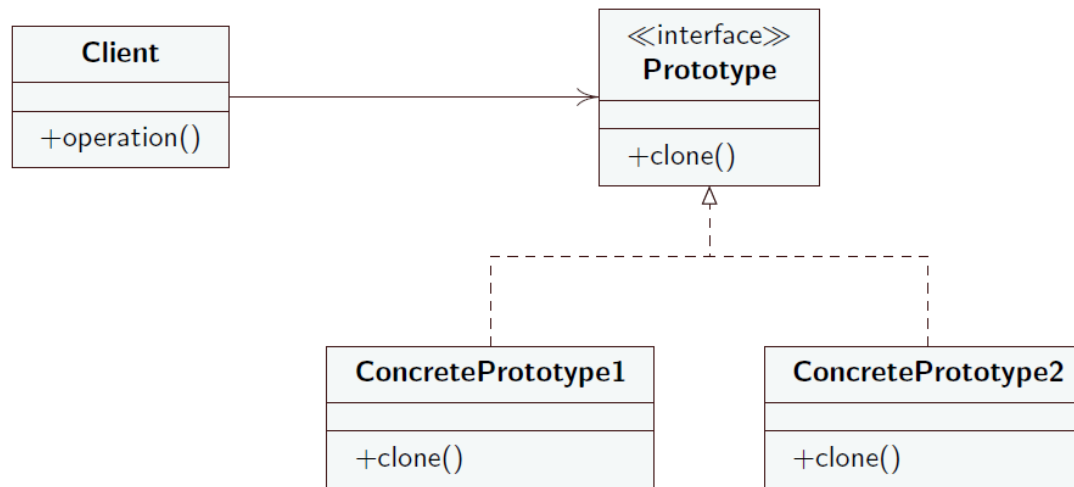 Client
+operation()
≪interface≫
Prototype
+clone()
ConcretePrototype1
+clone()
ConcretePrototype2
+clone()